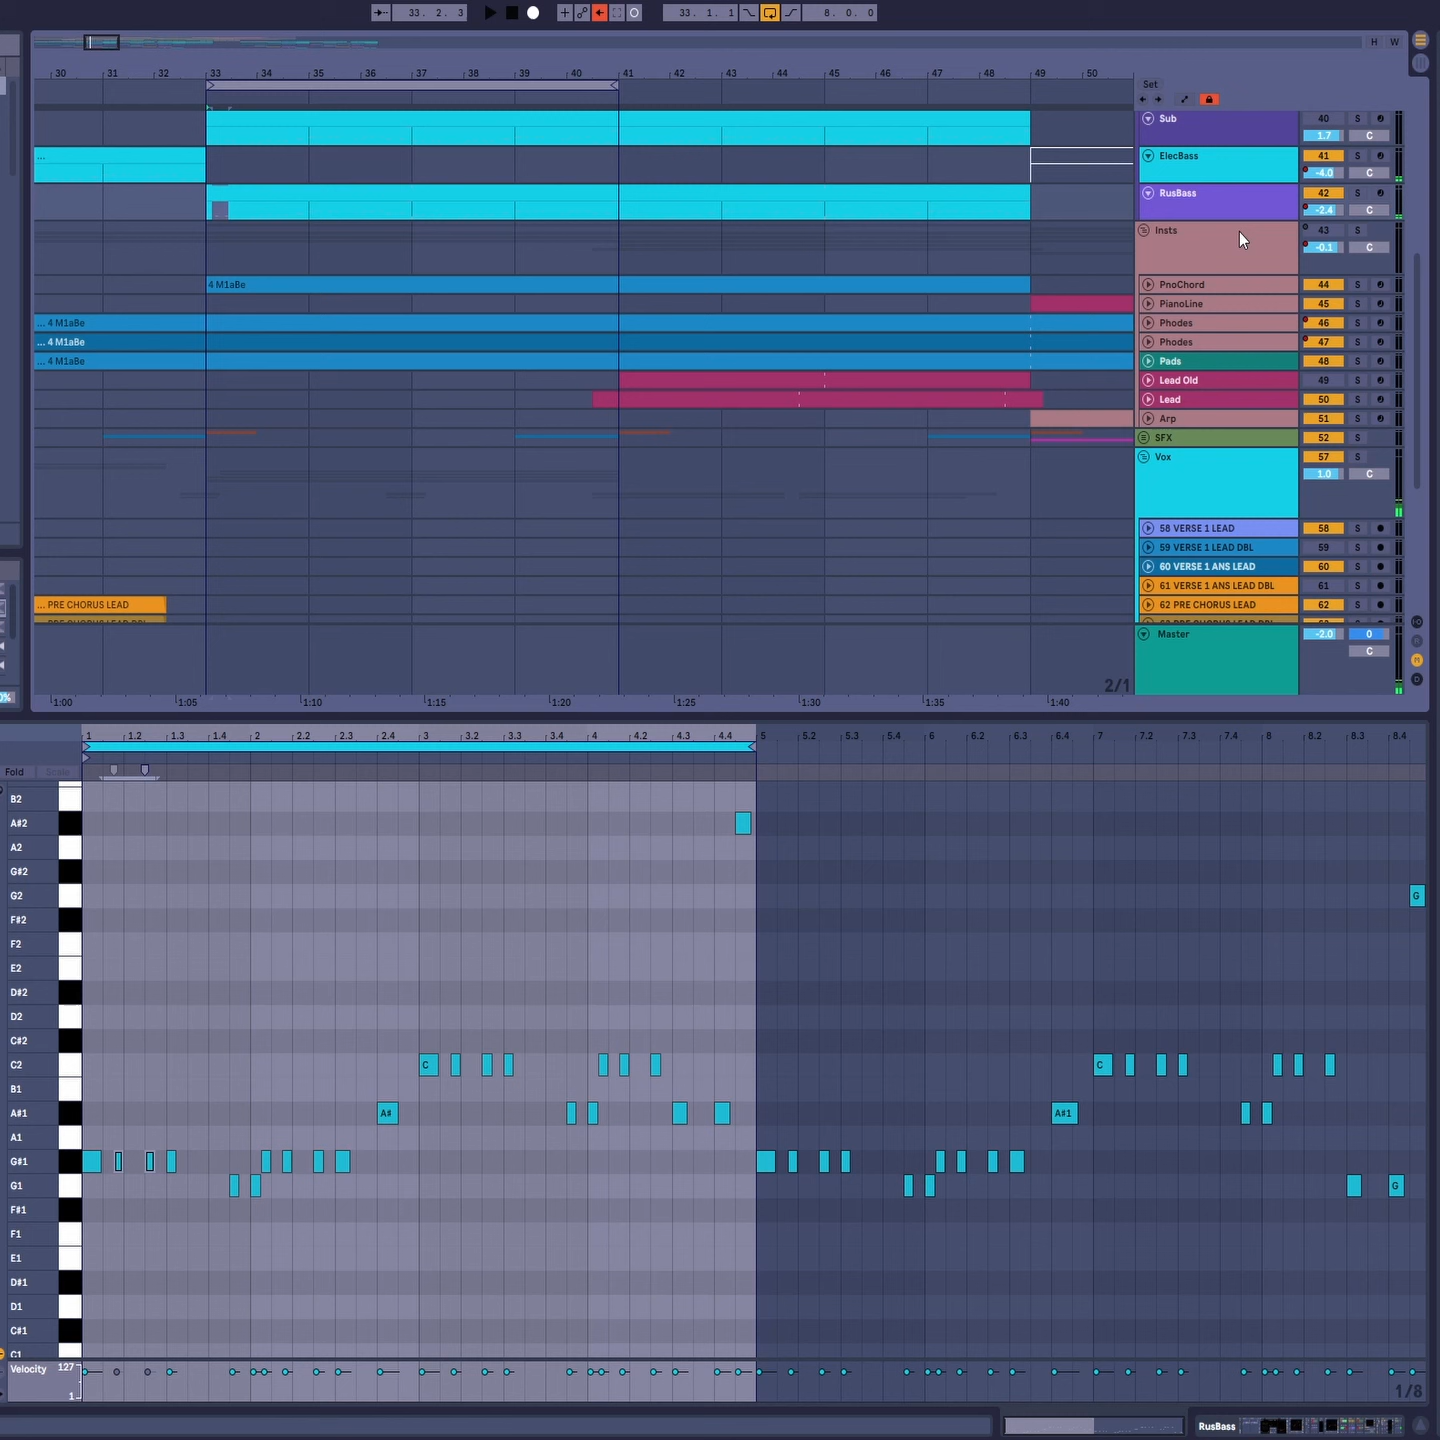 33. 2. 3 33. 1. 1 8. 0. 0
H W
30 31 32 33 34 35 36 37 38 39 40 41 42 43 44 45 46 47 48 49 50
Set
Sub 40 S
1.7 C
... ElecBass 41 S
-4.0 C
RusBass 42 S
-2.4 C
Insts 43 S
-0.1 C
4 M1aBe PnoChord 44 S
PianoLine 45 S
... 4 M1aBe Phodes 46 S
... 4 M1aBe Phodes 47 S
... 4 M1aBe Pads 48 S
Lead Old 49 S
Lead 50 S
Arp 51 S
SFX 52 S
Vox 57 S
1.0 C
58 VERSE 1 LEAD 58 S
59 VERSE 1 LEAD DBL 59 S
60 VERSE 1 ANS LEAD 60 S
61 VERSE 1 ANS LEAD DBL 61 S
... PRE CHORUS LEAD 62 PRE CHORUS LEAD 62 S
Master -2.0 0
C
2/1
1:00 1:05 1:10 1:15 1:20 1:25 1:30 1:35 1:40
1 1.2 1.3 1.4 2 2.2 2.3 2.4 3 3.2 3.3 3.4 4 4.2 4.3 4.4 5 5.2 5.3 5.4 6 6.2 6.3 6.4 7 7.2 7.3 7.4 8 8.2 8.3 8.4
Fold Scale
B2
A#2
A2
G#2
G2 G
F#2
F2
E2
D#2
D2
C#2
C2 C C
B1
A#1 A# A#1
A1
G#1
G1 G
F#1
F1
E1
D#1
D1
C#1
C1
Velocity 127
1
1/8
RusBass